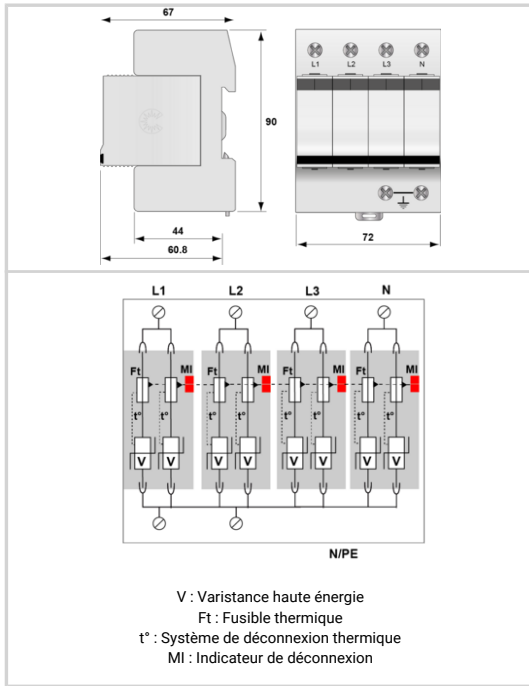 67
L1 L2 L3 N
90
44
60.8
72
L1 L2 L3 N
Ft MI Ft MI Ft MI Ft MI
t° t° t° t° t° t° t° t°
V V V V V V V V
N/PE
V : Varistance haute énergie
Ft : Fusible thermique
t° : Système de déconnexion thermique
MI : Indicateur de déconnexion